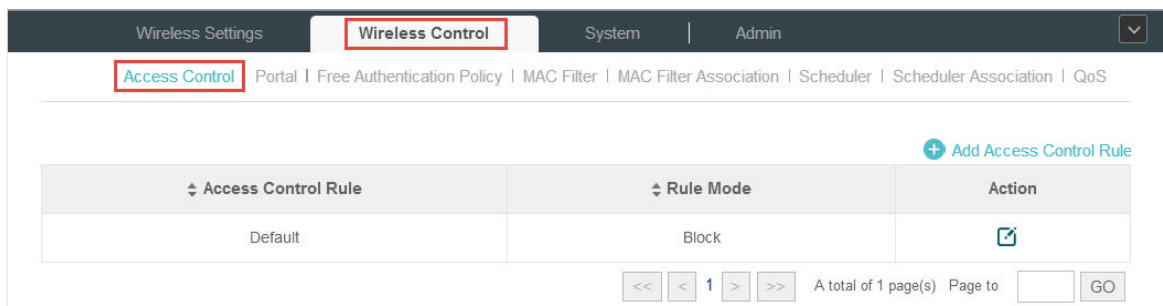 Wireless Settings Wireless Control System | Admin
Access Control Portal | Free Authentication Policy | MAC Filter | MAC Filter Association | Scheduler | Scheduler Association | QoS
Add Access Control Rule
Access Control Rule Rule Mode Action
Default Block
<< < 1 > >> A total of 1 page(s) Page to GO